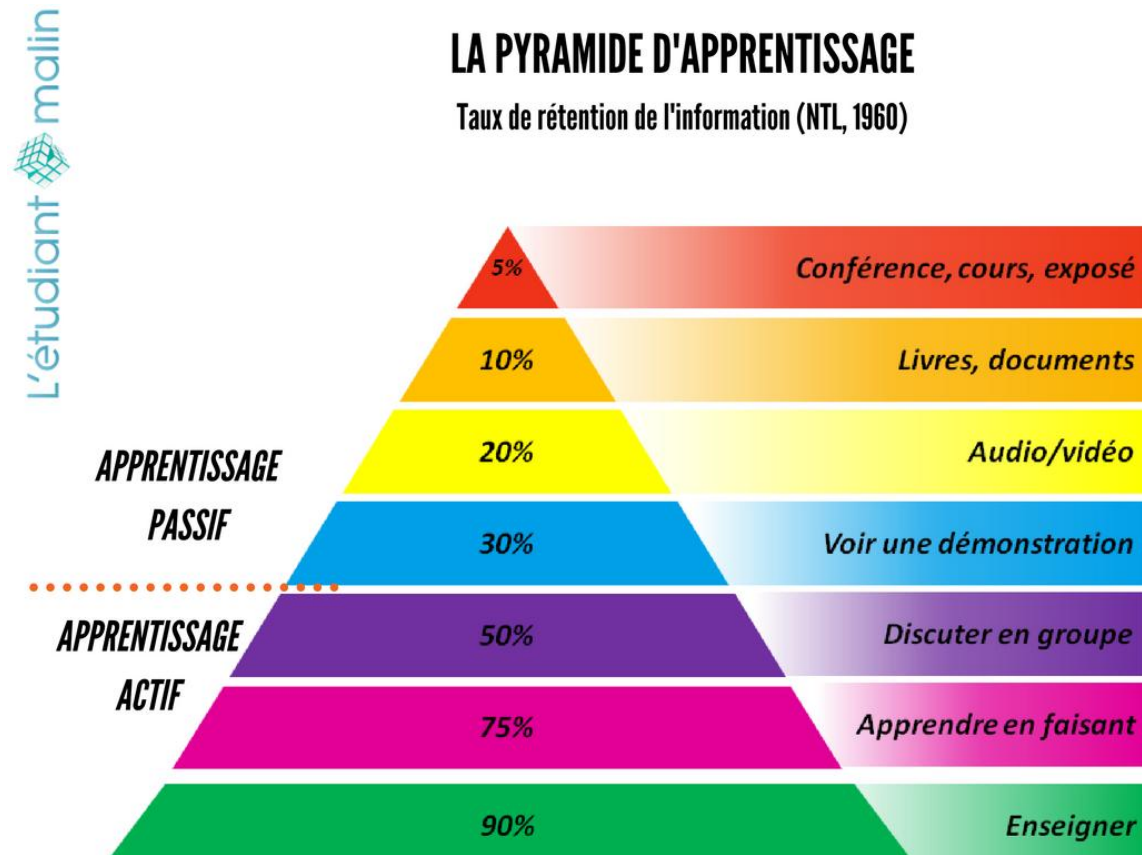 L'étudiant malin
LA PYRAMIDE D'APPRENTISSAGE
Taux de rétention de l'information (NTL, 1960)
5% Conférence, cours, exposé
10% Livres, documents
20% Audio/vidéo
APPRENTISSAGE
PASSIF
30% Voir une démonstration
APPRENTISSAGE
ACTIF
50% Discuter en groupe
75% Apprendre en faisant
90% Enseigner